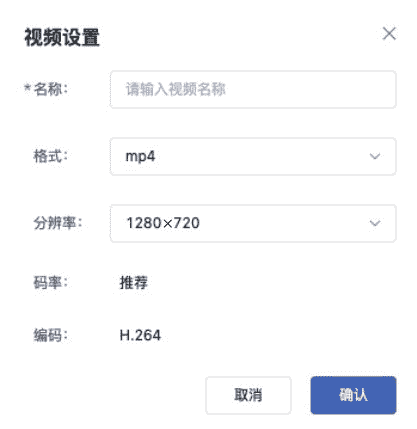 视频设置
*名称：
请输入视频名称
格式：
mp4
分辨率：
1280×720
码率：
推荐
编码：
H.264
取消
确认